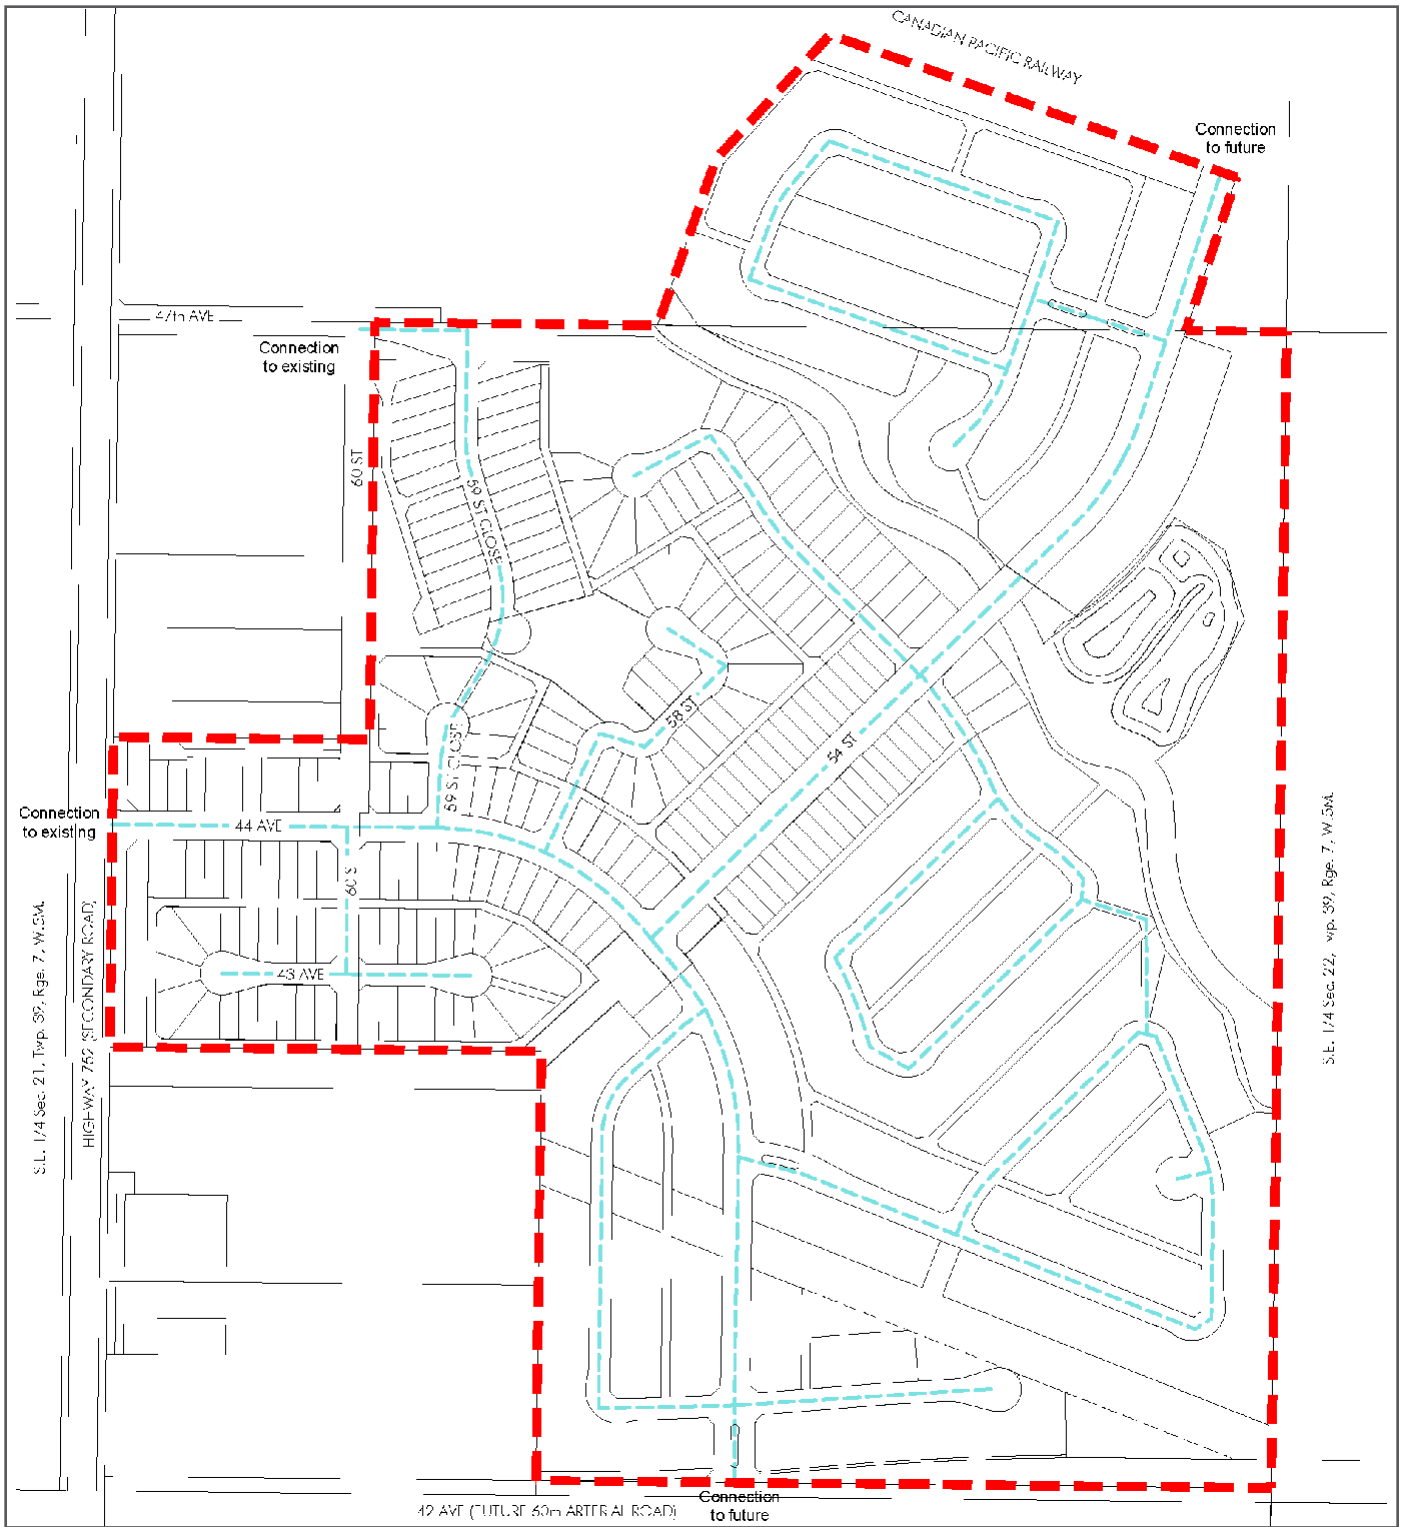 CANADIAN PACIFIC RAILWAY
Connection
to future
47th AVE
Connection
to existing
60 ST
59 ST CLOSE
58 ST
54 ST
59 ST CLOSE
Connection
to existing
44 AVE
60 S
43 AVE
S.E. 1/4 Sec. 21, Twp. 39, Rge. 7, W.5M.
HIGHWAY 752 (SECONDARY ROAD)
S.E. 1/4 Sec. 22, wp. 39, Rge. 7, W.5M.
Connection
to future
42 AVE (FUTURE 60m ARTERIAL ROAD)